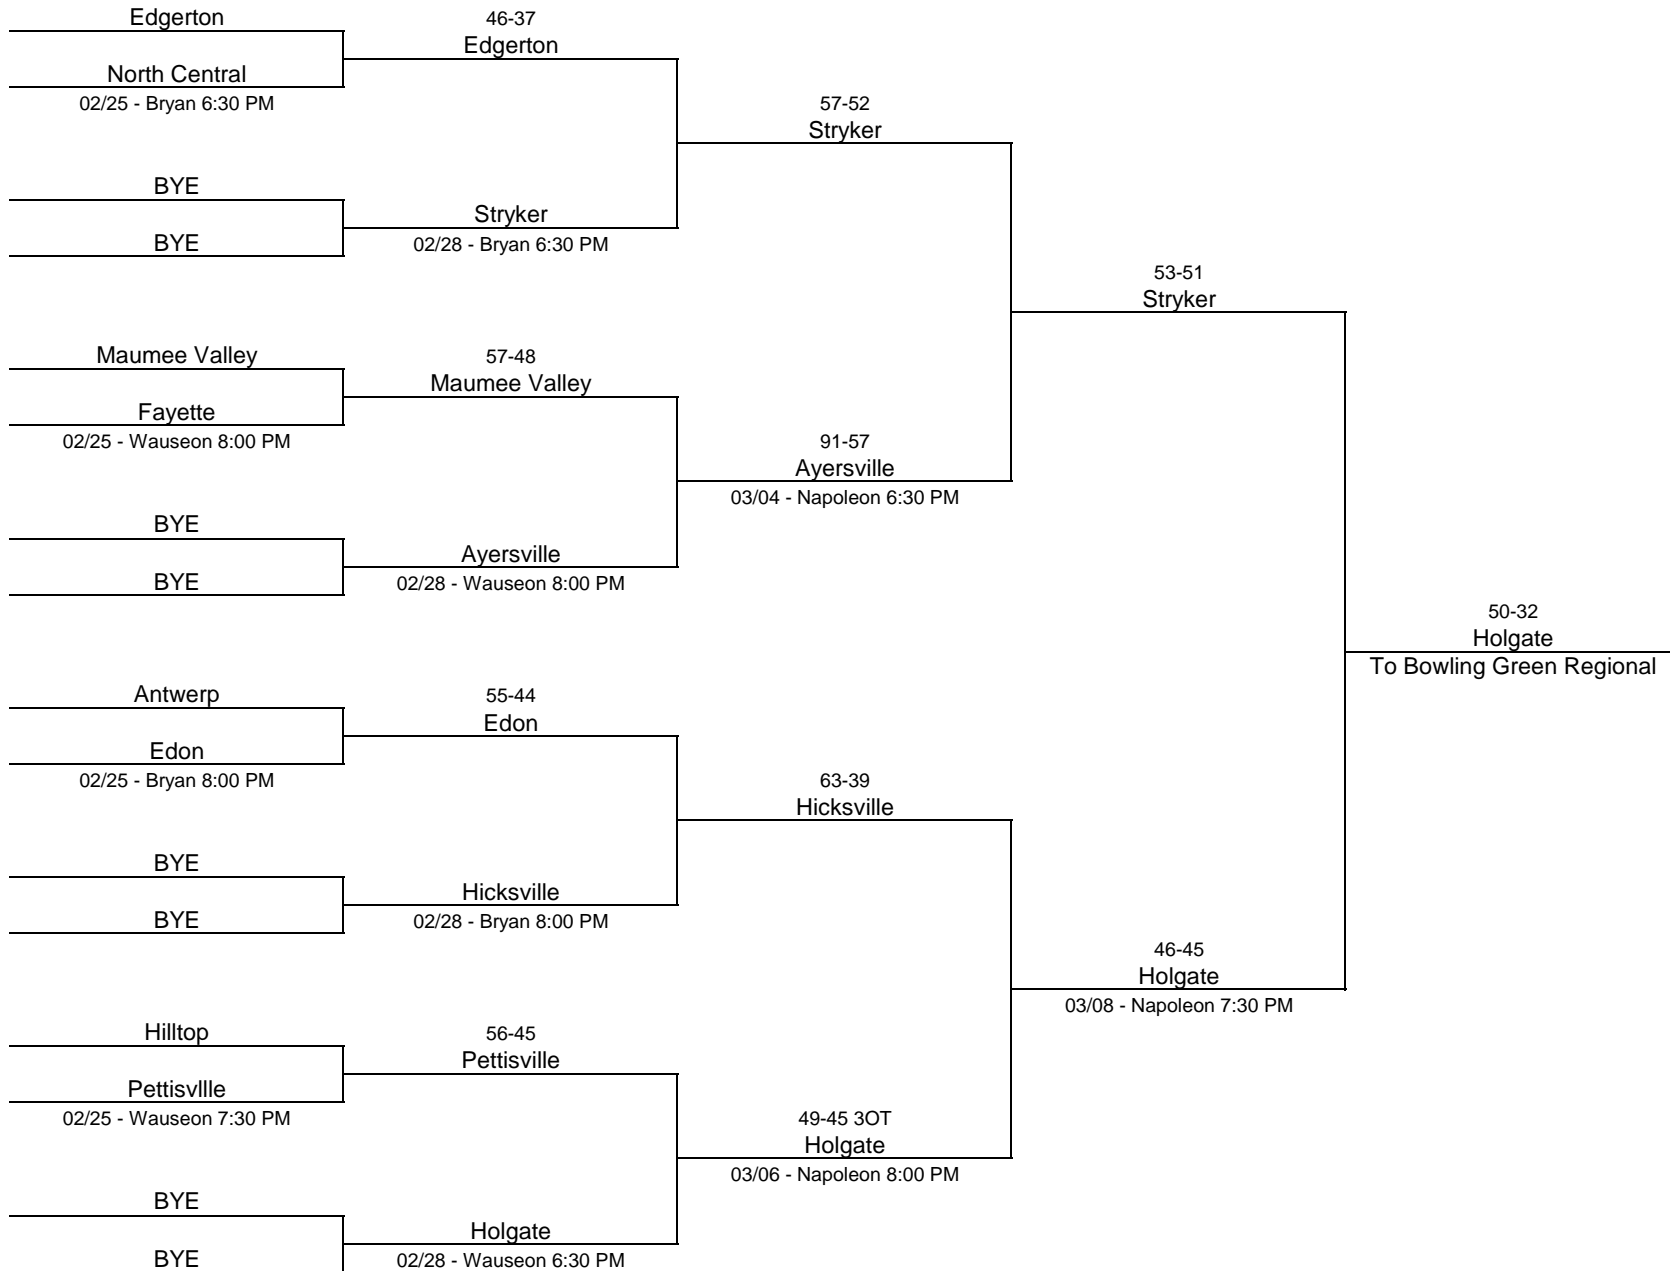 Edgerton
North Central
02/25 - Bryan 6:30 PM
BYE
BYE
Maumee Valley
Fayette
02/25 - Wauseon 8:00 PM
BYE
BYE
Antwerp
Edon
02/25 - Bryan 8:00 PM
BYE
BYE
Hilltop
Pettisvllle
02/25 - Wauseon 7:30 PM
BYE
BYE
46-37
Edgerton
Stryker
02/28 - Bryan 6:30 PM
57-48
Maumee Valley
Ayersville
02/28 - Wauseon 8:00 PM
55-44
Edon
Hicksville
02/28 - Bryan 8:00 PM
56-45
Pettisville
Holgate
02/28 - Wauseon 6:30 PM
57-52
Stryker
91-57
Ayersville
03/04 - Napoleon 6:30 PM
63-39
Hicksville
49-45 3OT
Holgate
03/06 - Napoleon 8:00 PM
53-51
Stryker
46-45
Holgate
03/08 - Napoleon 7:30 PM
50-32
Holgate
To Bowling Green Regional